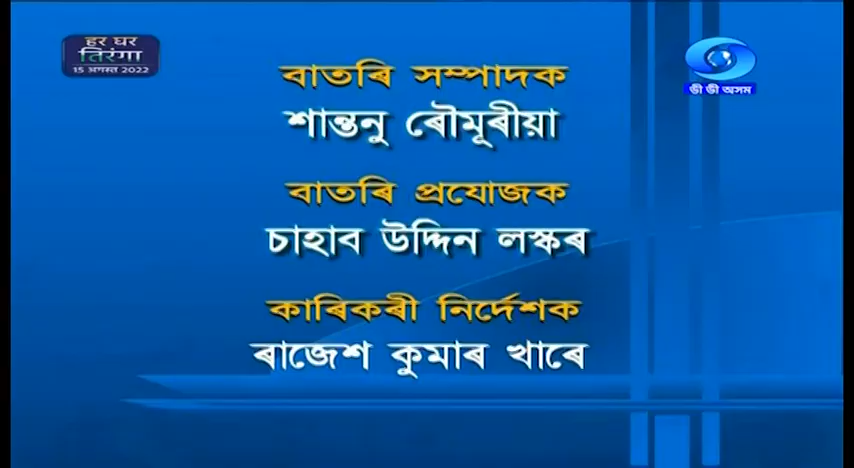 हर घर
तिरंगा
15 अगस्त 2022
ডী ডী অসম
বাতৰি সম্পাদক
শান্তনু ৰৌমূৰীয়া
বাতৰি প্ৰযোজক
চাহাব উদ্দিন লস্কৰ
কাৰিকৰী নিৰ্দেশক
ৰাজেশ কুমাৰ খাৰে